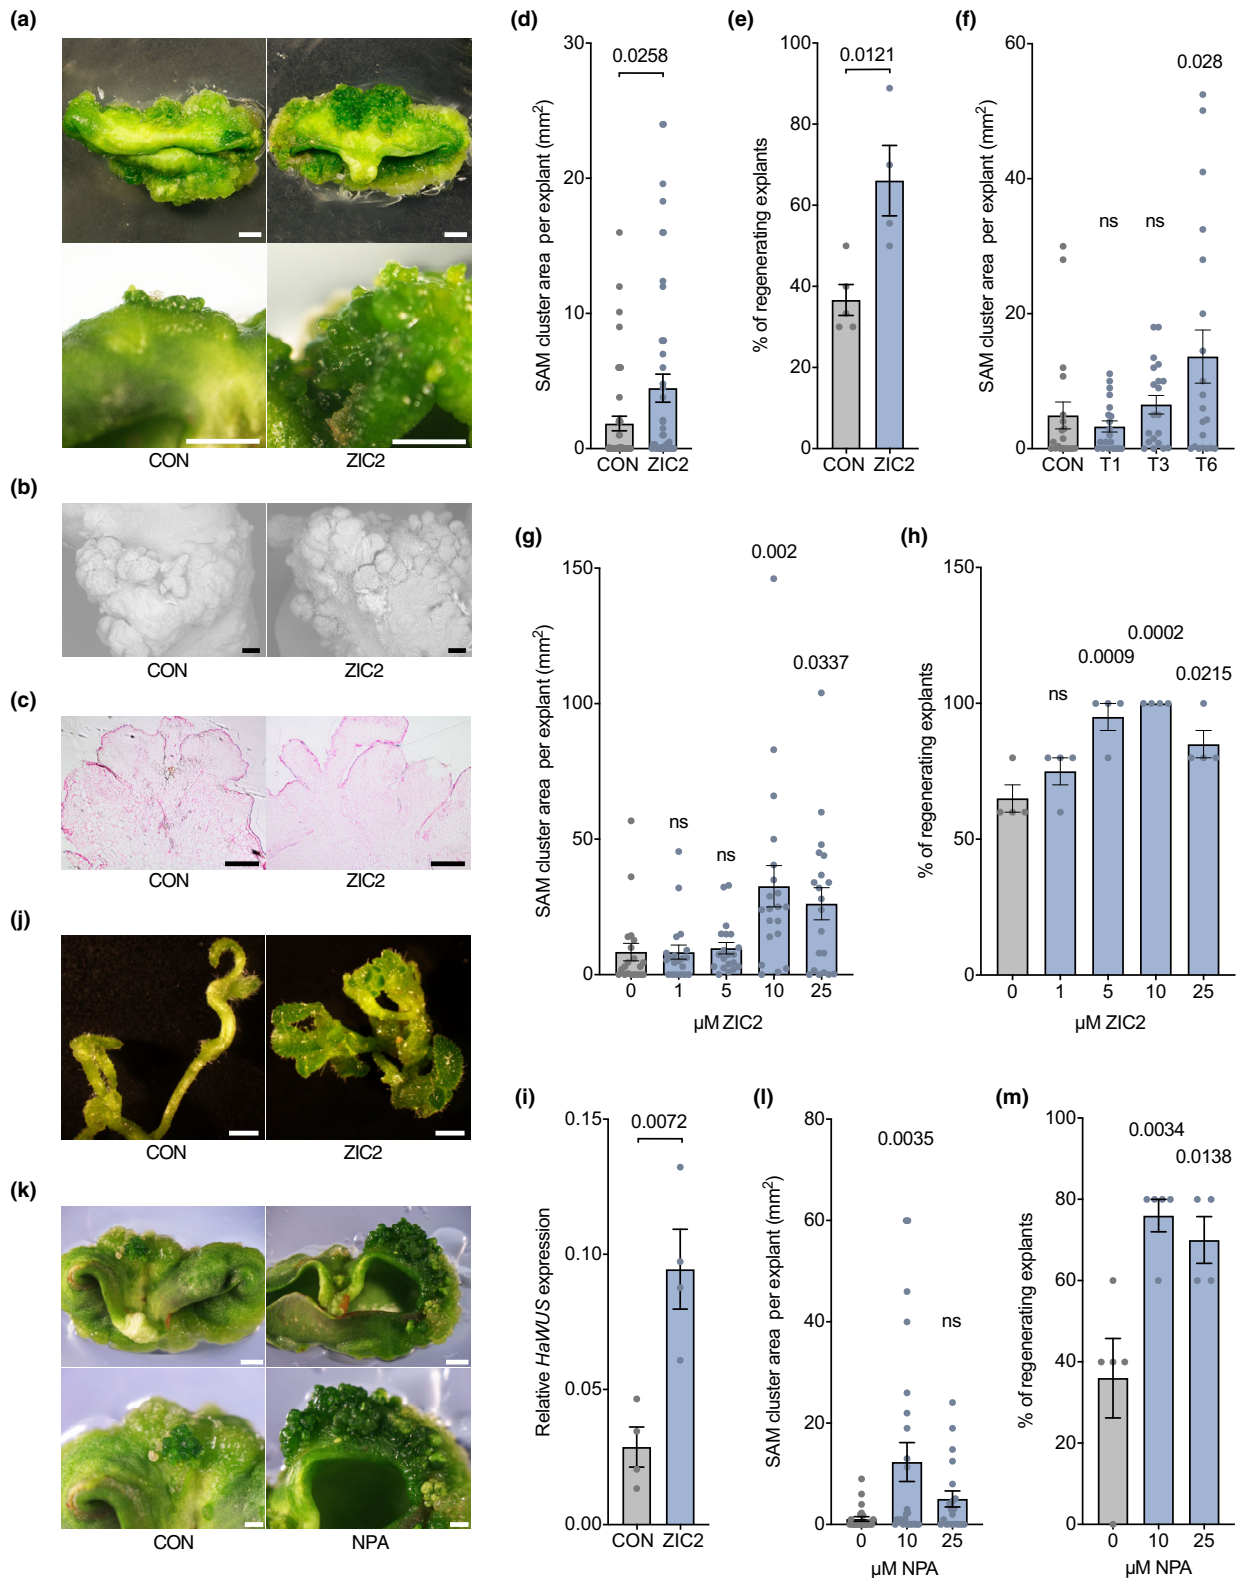 (a)
CON ZIC2
(b)
CON ZIC2
(c)
CON ZIC2
(j)
CON ZIC2
(k)
CON NPA
(d)
SAM cluster area per explant (mm²)
30
20
10
0
0.0258
CON ZIC2
(e)
% of regenerating explants
100
80
60
40
20
0
0.0121
CON ZIC2
(f)
SAM cluster area per explant (mm²)
60
40
20
0
ns
ns
0.028
CON T1 T3 T6
(g)
SAM cluster area per explant (mm²)
150
100
50
0
ns
ns
0.002
0.0337
0 1 5 10 25
µM ZIC2
(h)
% of regenerating explants
150
100
50
0
ns
0.0009
0.0002
0.0215
0 1 5 10 25
µM ZIC2
(i)
Relative HaWUS expression
0.15
0.10
0.05
0.00
0.0072
CON ZIC2
(l)
SAM cluster area per explant (mm²)
80
60
40
20
0
0.0035
ns
0 10 25
µM NPA
(m)
% of regenerating explants
100
80
60
40
20
0
0.0034
0.0138
0 10 25
µM NPA